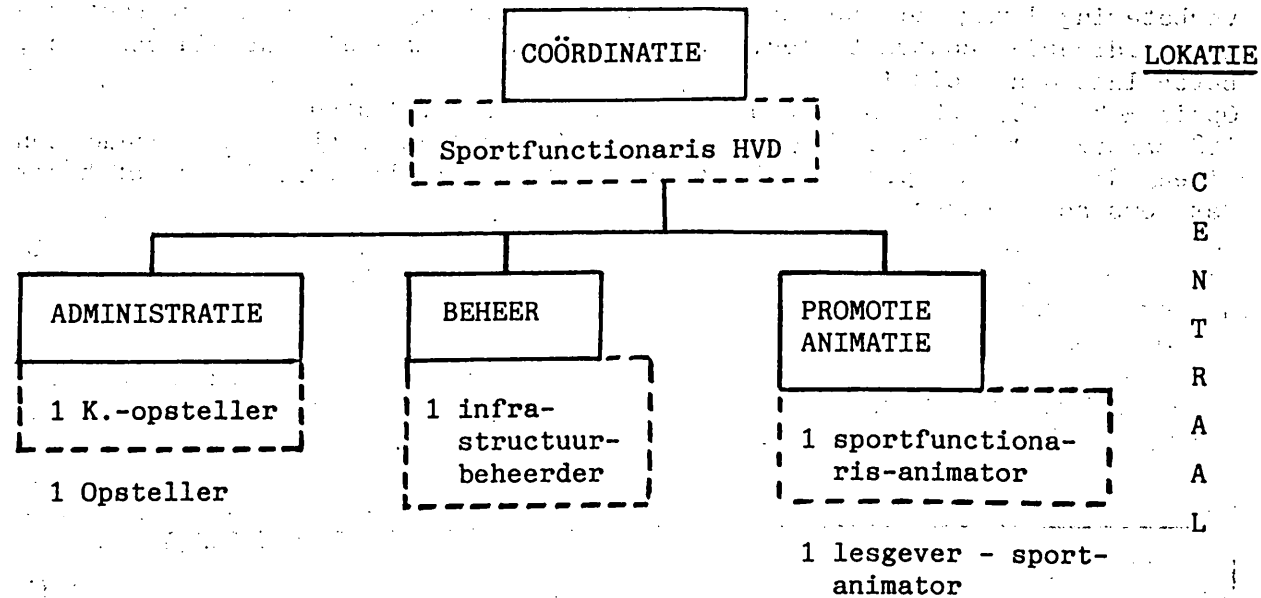 COÖRDINATIE
LOKATIE
Sportfunctionaris HVD
CENTRAAL
ADMINISTRATIE
1 K.-opsteller
1 Opsteller
BEHEER
1 infra-
structuur-
beheerder
PROMOTIE
ANIMATIE
1 sportfunctiona-
ris-animator
1 lesgever - sport-
animator